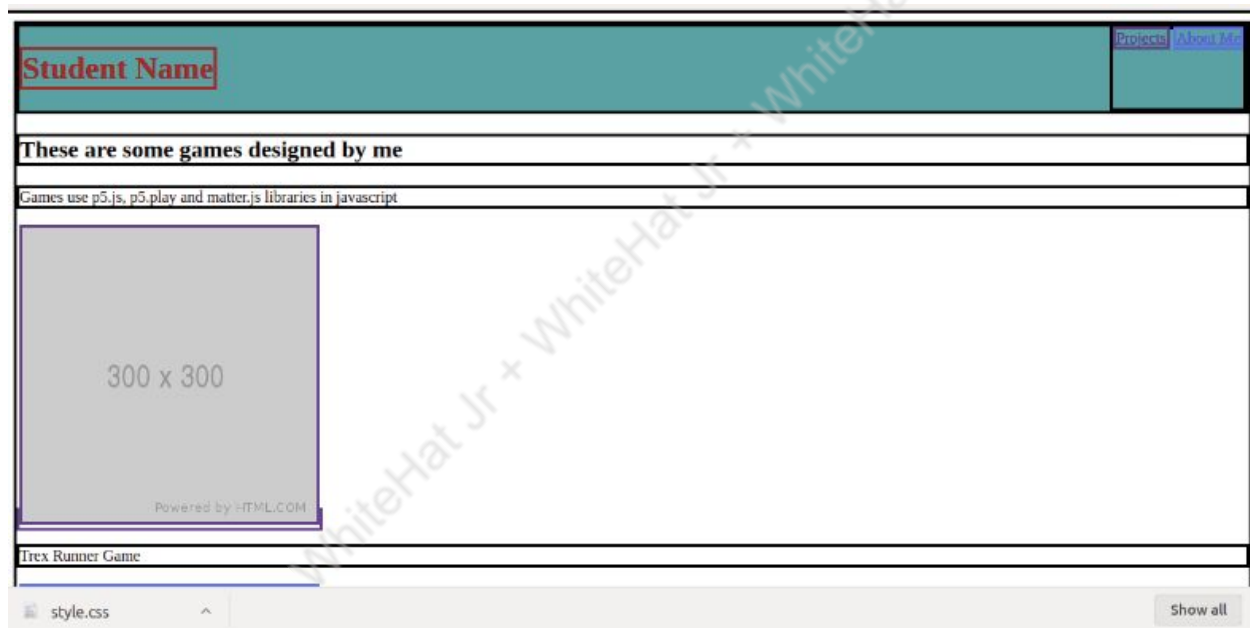 Student Name
Projects About Me
These are some games designed by me
Games use p5.js, p5.play and matter.js libraries in javascript
300 x 300
Powered by HTML.COM
Trex Runner Game
WhiteHat Jr + WhiteHat Jr + WhiteHa
style.css
Show all